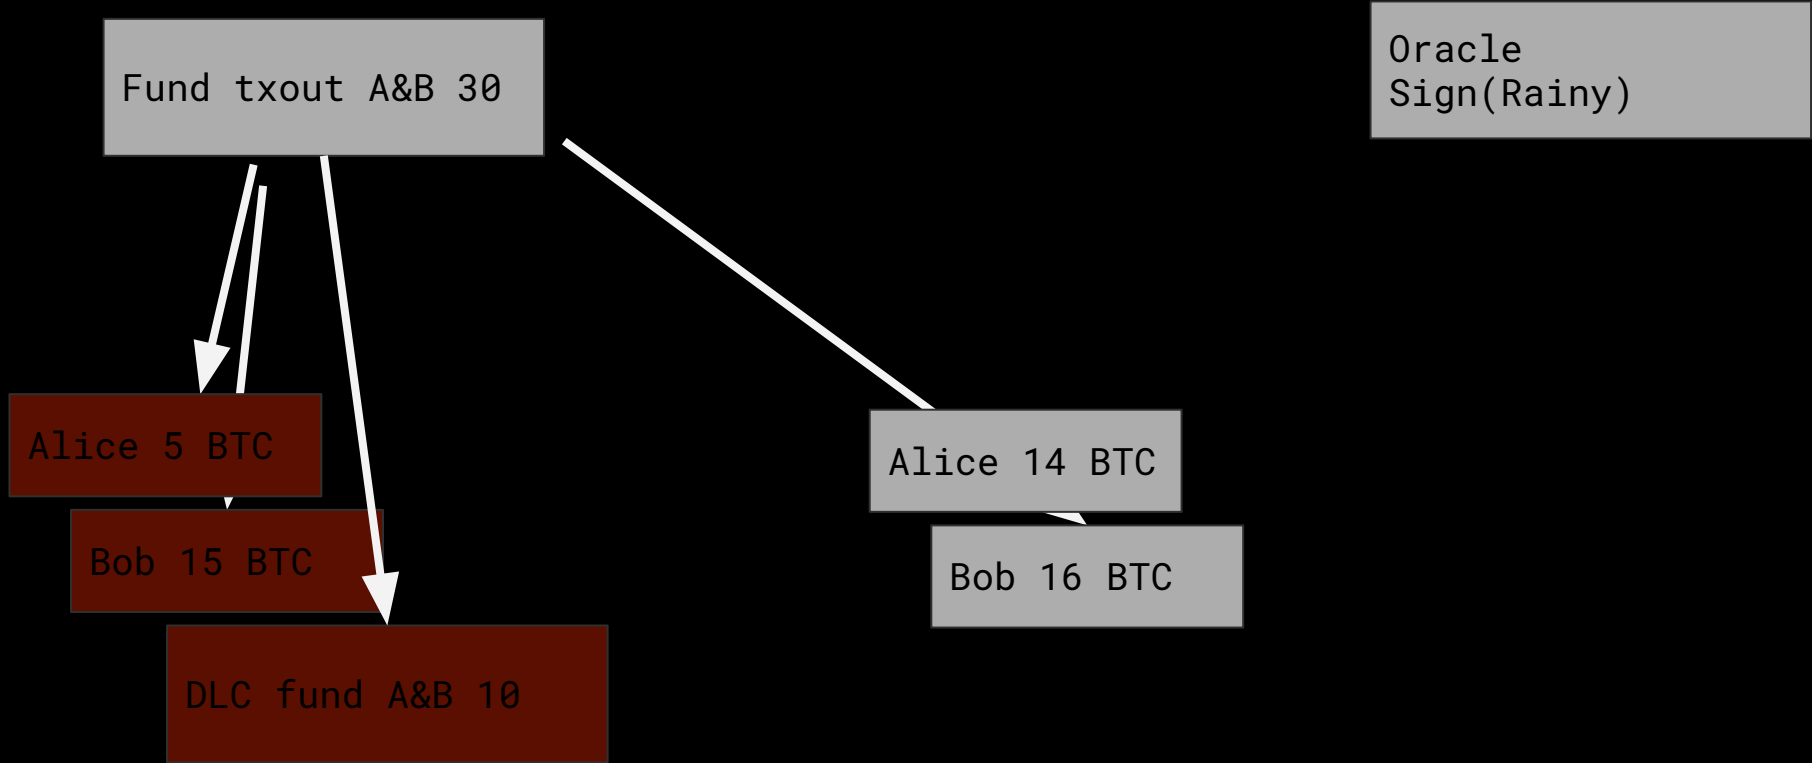 Fund txout A&B 30
Oracle
Sign(Rainy)
Alice 5 BTC
Bob 15 BTC
DLC fund A&B 10
Alice 14 BTC
Bob 16 BTC